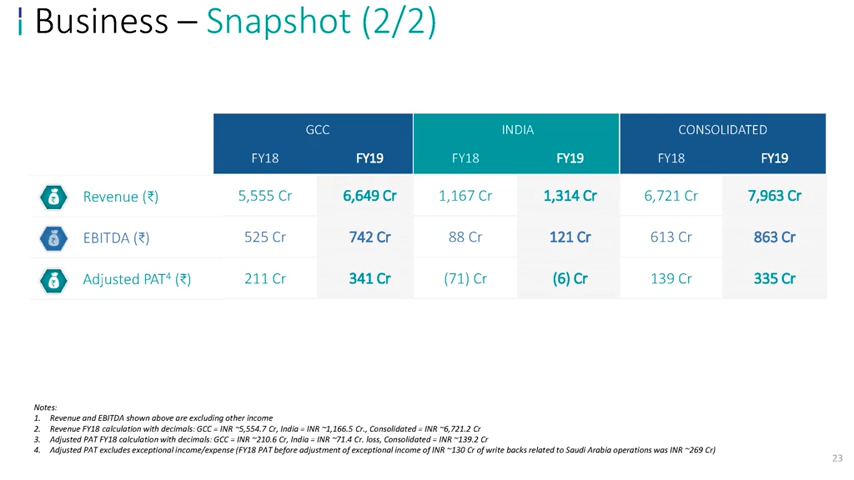 Business – Snapshot (2/2)
GCC INDIA CONSOLIDATED
FY18 FY19 FY18 FY19 FY18 FY19
Revenue (₹) 5,555 Cr 6,649 Cr 1,167 Cr 1,314 Cr 6,721 Cr 7,963 Cr
EBITDA (₹) 525 Cr 742 Cr 88 Cr 121 Cr 613 Cr 863 Cr
Adjusted PAT⁴ (₹) 211 Cr 341 Cr (71) Cr (6) Cr 139 Cr 335 Cr
Notes:
1. Revenue and EBITDA shown above are excluding other income
2. Revenue FY18 calculation with decimals: GCC = INR ~5,554.7 Cr, India = INR ~1,166.5 Cr., Consolidated = INR ~6,721.2 Cr
3. Adjusted PAT FY18 calculation with decimals: GCC = INR ~210.6 Cr, India = INR ~71.4 Cr. loss, Consolidated = INR ~139.2 Cr
4. Adjusted PAT excludes exceptional income/expense (FY18 PAT before adjustment of exceptional income of INR ~130 Cr of write backs related to Saudi Arabia operations was INR ~269 Cr)
23